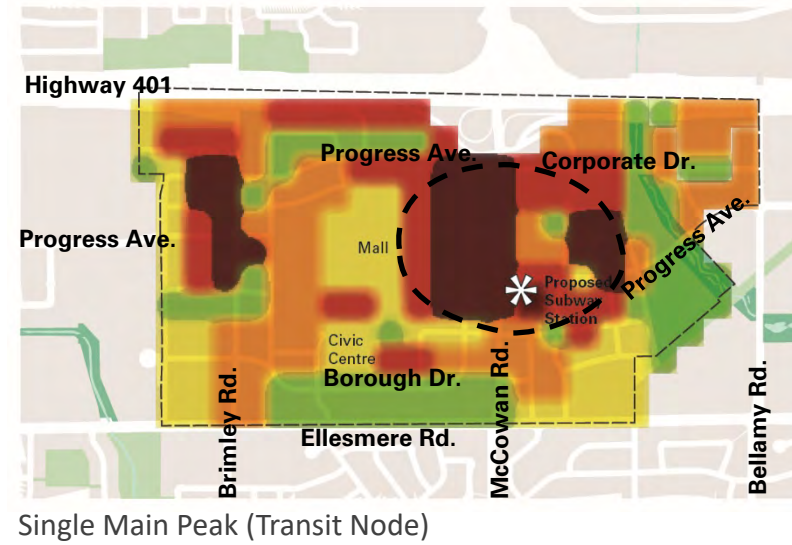 Highway 401
Progress Ave.
Corporate Dr.
Progress Ave.
Progress Ave.
Mall
Proposed
Subway
Station
Civic
Centre
Borough Dr.
Ellesmere Rd.
Brimley Rd.
McCowan Rd.
Bellamy Rd.
Single Main Peak (Transit Node)